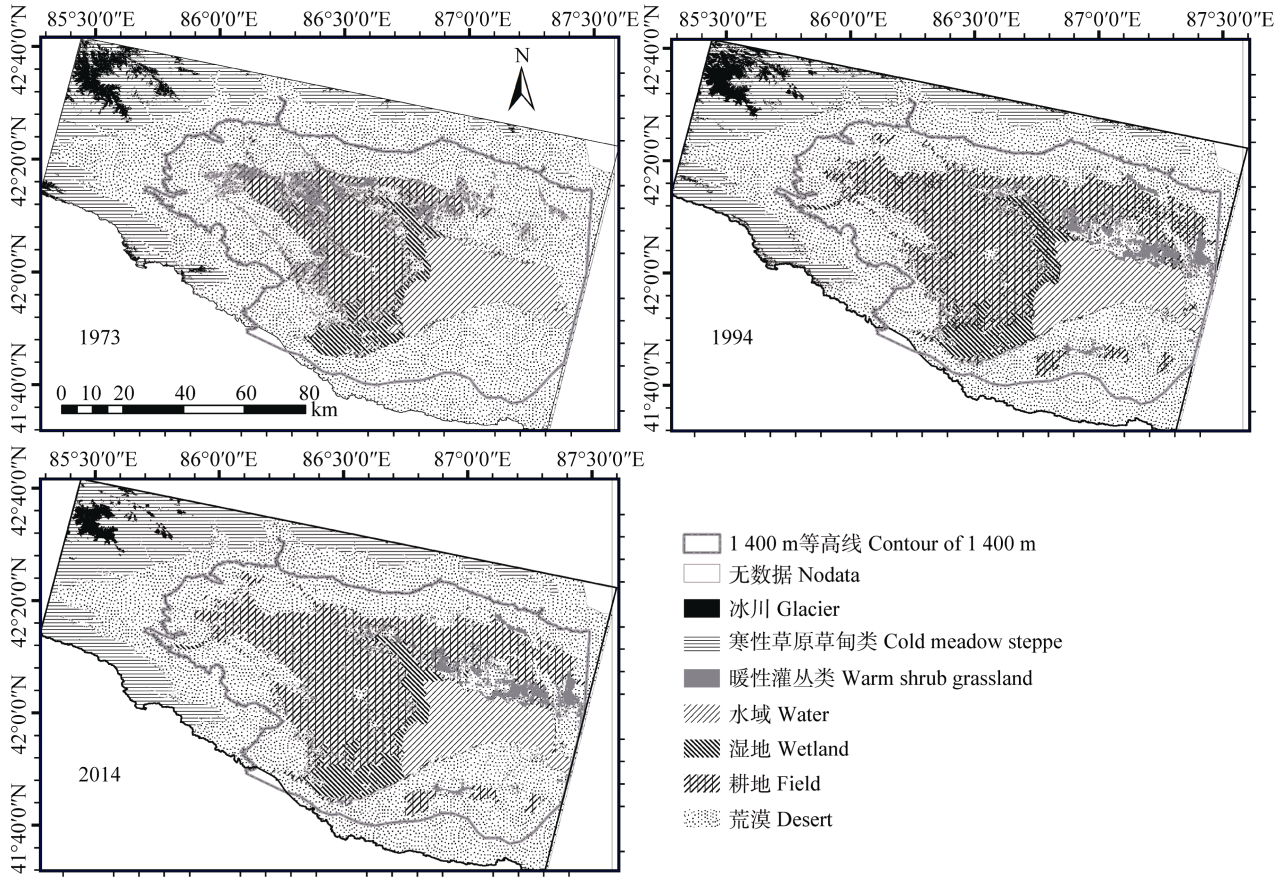 85°30′0″E 86°0′0″E 86°30′0″E 87°0′0″E 87°30′0″E
42°40′0″N
42°20′0″N
42°0′0″N
41°40′0″N
N
1973
0 10 20 40 60 80
km
85°30′0″E 86°0′0″E 86°30′0″E 87°0′0″E 87°30′0″E
42°40′0″N
42°20′0″N
42°0′0″N
41°40′0″N
1994
85°30′0″E 86°0′0″E 86°30′0″E 87°0′0″E 87°30′0″E
42°40′0″N
42°20′0″N
42°0′0″N
41°40′0″N
2014
1 400 m等高线 Contour of 1 400 m
无数据 Nodata
冰川 Glacier
寒性草原草甸类 Cold meadow steppe
暖性灌丛类 Warm shrub grassland
水域 Water
湿地 Wetland
耕地 Field
荒漠 Desert